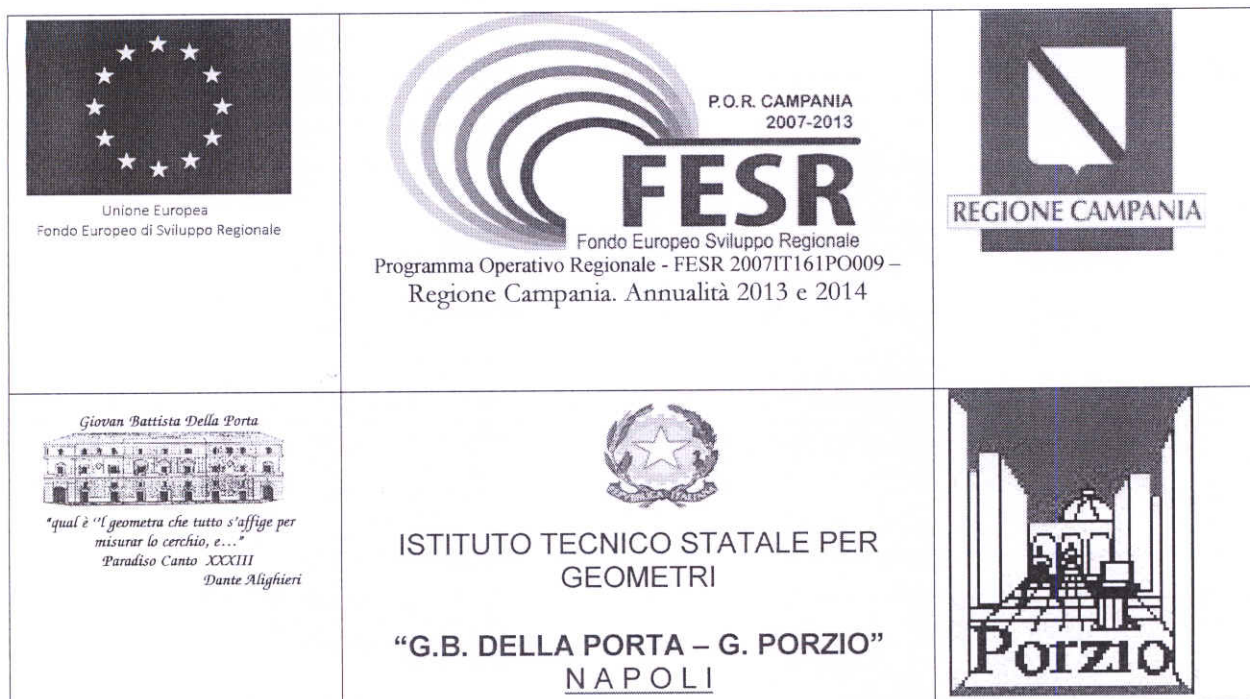 Unione Europea
Fondo Europeo di Sviluppo Regionale
P.O.R. CAMPANIA
2007-2013
FESR
Fondo Europeo Sviluppo Regionale
Programma Operativo Regionale - FESR 2007IT161PO009 –
Regione Campania. Annualità 2013 e 2014
REGIONE CAMPANIA
Giovan Battista Della Porta
"qual è 'l geometra che tutto s'affige per
misurar lo cerchio, e…"
Paradiso Canto XXXIII
Dante Alighieri
REPVBBLICA ITALIANA
ISTITUTO TECNICO STATALE PER
GEOMETRI
"G.B. DELLA PORTA – G. PORZIO"
NAPOLI
Porzio